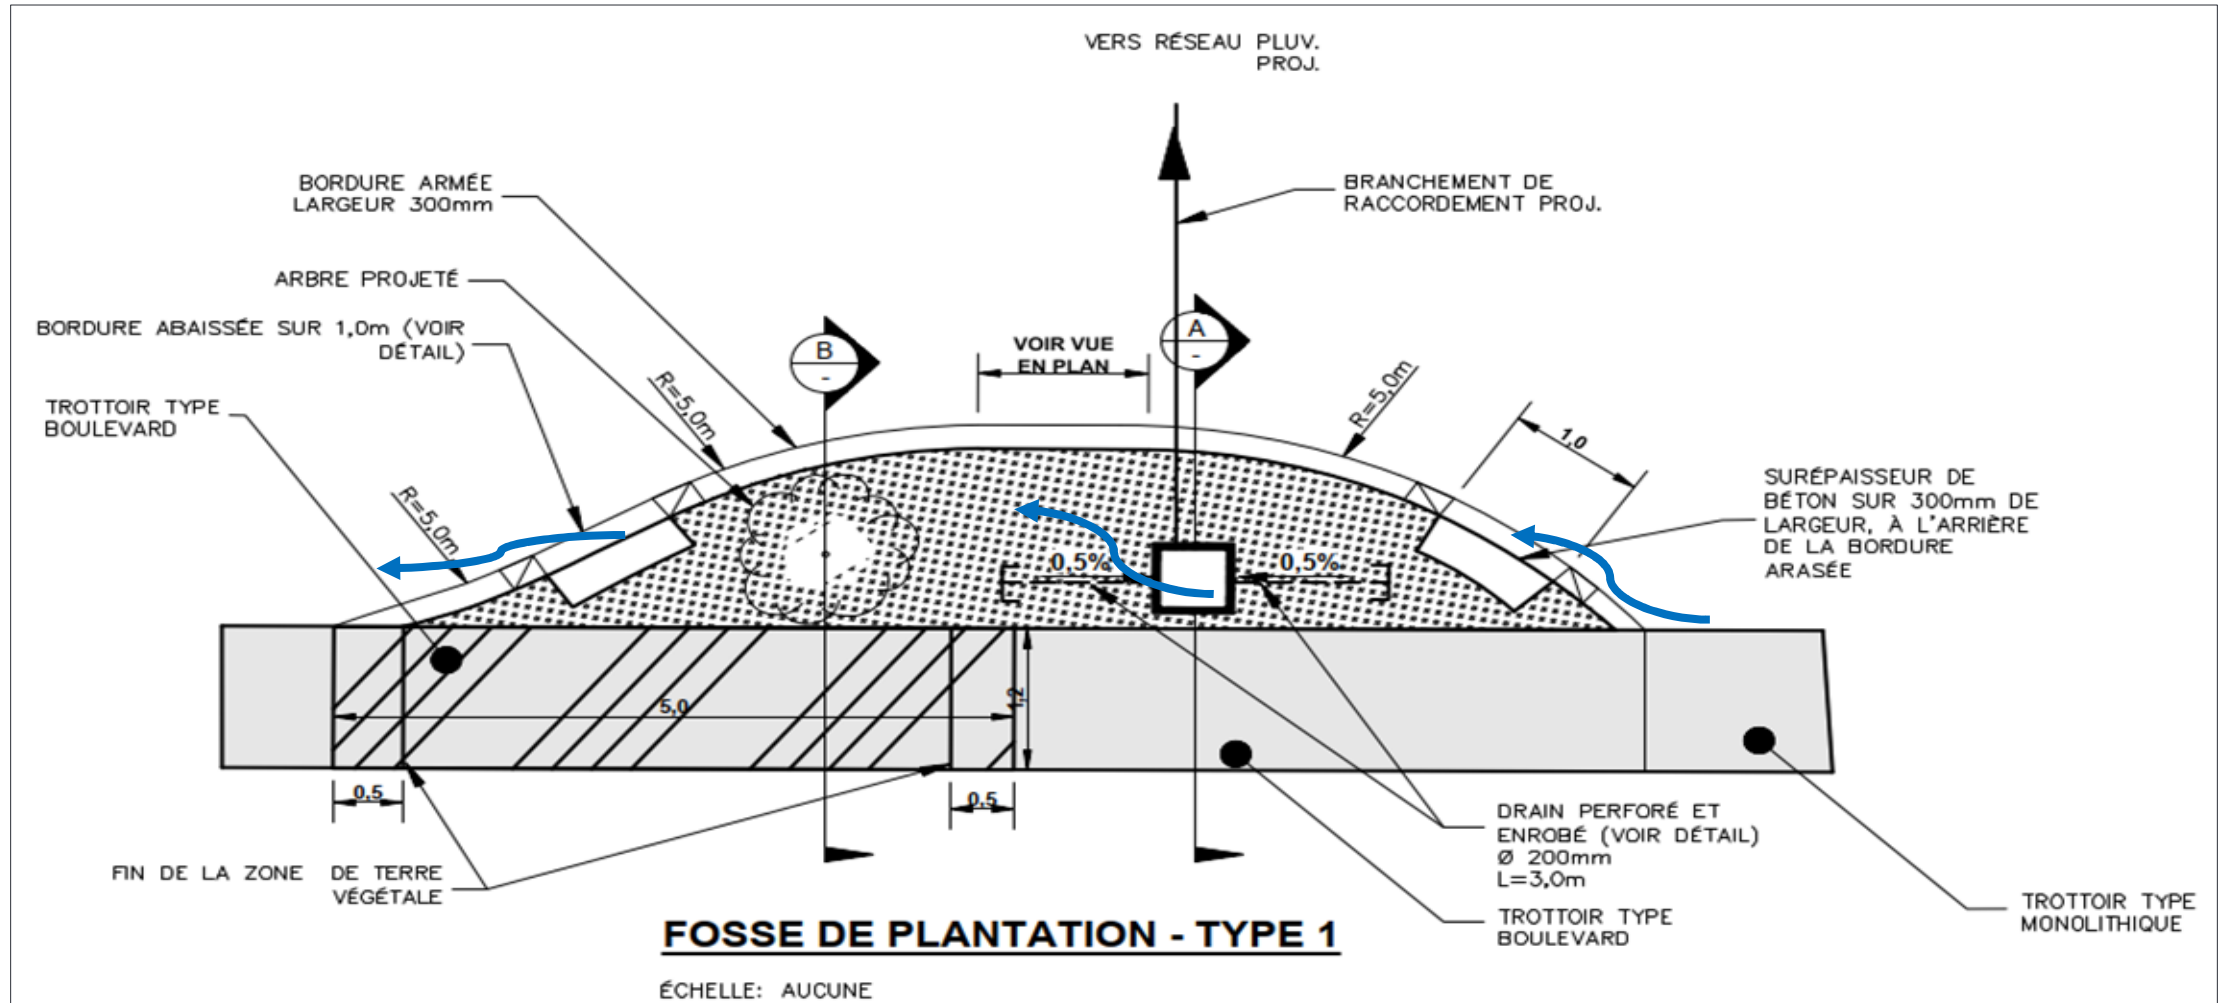 VERS RÉSEAU PLUV.
PROJ.
BORDURE ARMÉE
LARGEUR 300mm
BRANCHEMENT DE
RACCORDEMENT PROJ.
ARBRE PROJETÉ
BORDURE ABAISSÉE SUR 1,0m (VOIR
DÉTAIL)
B
-
VOIR VUE
EN PLAN
A
-
TROTTOIR TYPE
BOULEVARD
R=5,0m
R=5,0m
R=5,0m
1,0
SURÉPAISSEUR DE
BÉTON SUR 300mm DE
LARGEUR, À L'ARRIÈRE
DE LA BORDURE
ARASÉE
0,5%
0,5%
5,0
1,2
0,5
0,5
FIN DE LA ZONE DE TERRE
VÉGÉTALE
DRAIN PERFORÉ ET
ENROBÉ (VOIR DÉTAIL)
Ø 200mm
L=3,0m
TROTTOIR TYPE
BOULEVARD
TROTTOIR TYPE
MONOLITHIQUE
FOSSE DE PLANTATION - TYPE 1
ÉCHELLE: AUCUNE